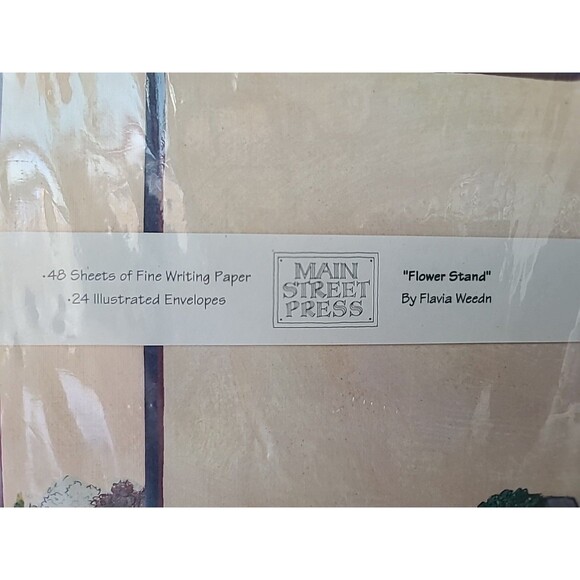 ·48 Sheets of Fine Writing Paper
·24 Illustrated Envelopes
MAIN
STREET
PRESS
"Flower Stand"
By Flavia Weedn